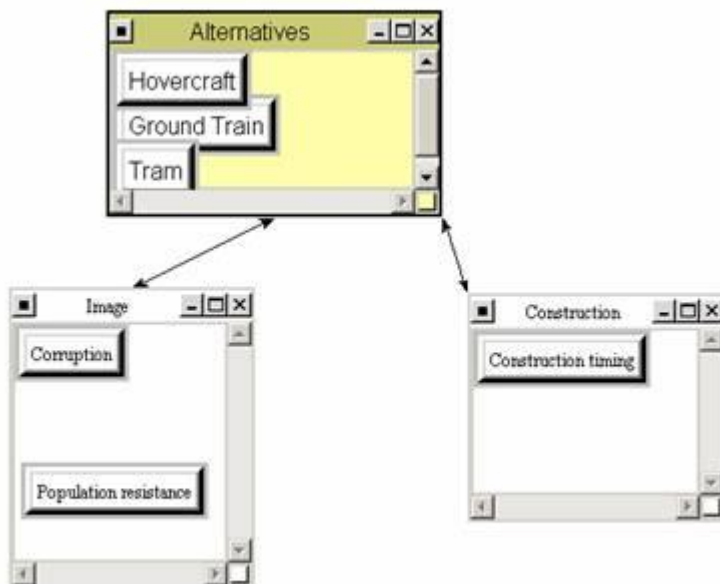 Alternatives
Hovercraft
Ground Train
Tram
Image
Corruption
Population resistance
Construction
Construction timing